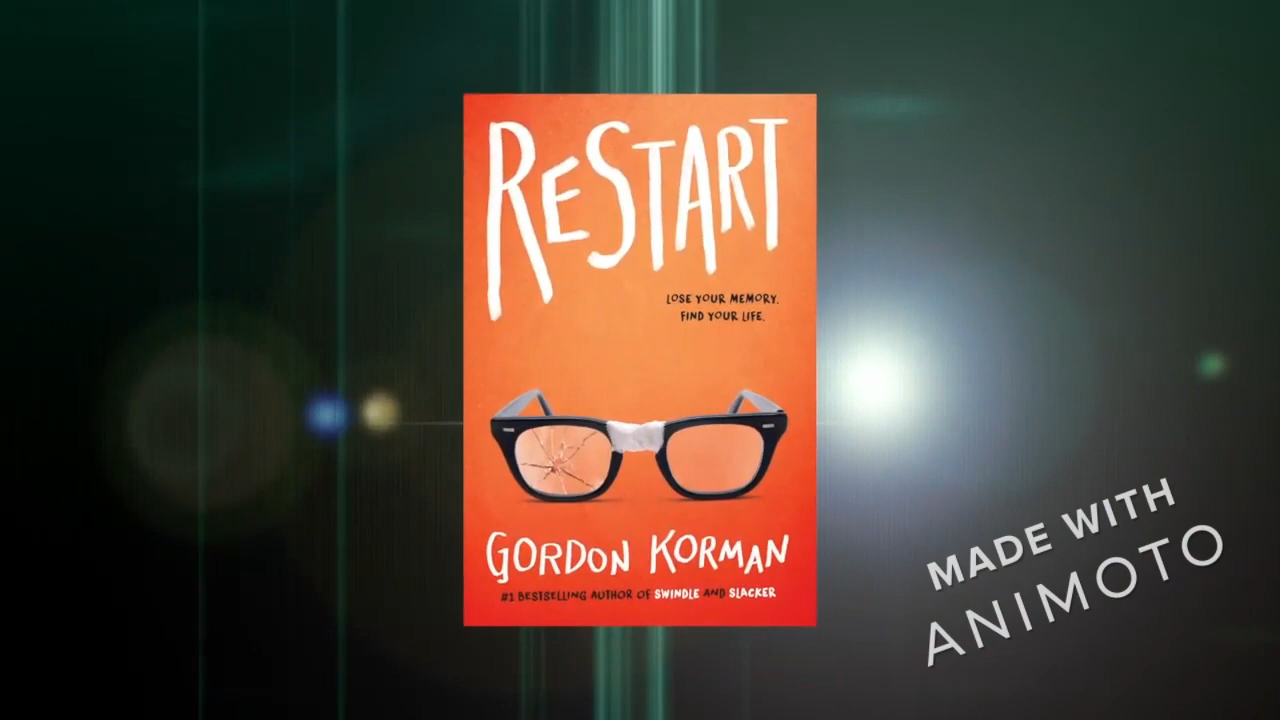 RESTART
LOSE YOUR MEMORY.
FIND YOUR LIFE.
GORDON KORMAN
#1 BESTSELLING AUTHOR OF SWINDLE AND SLACKER
MADE WITH
ANIMOTO